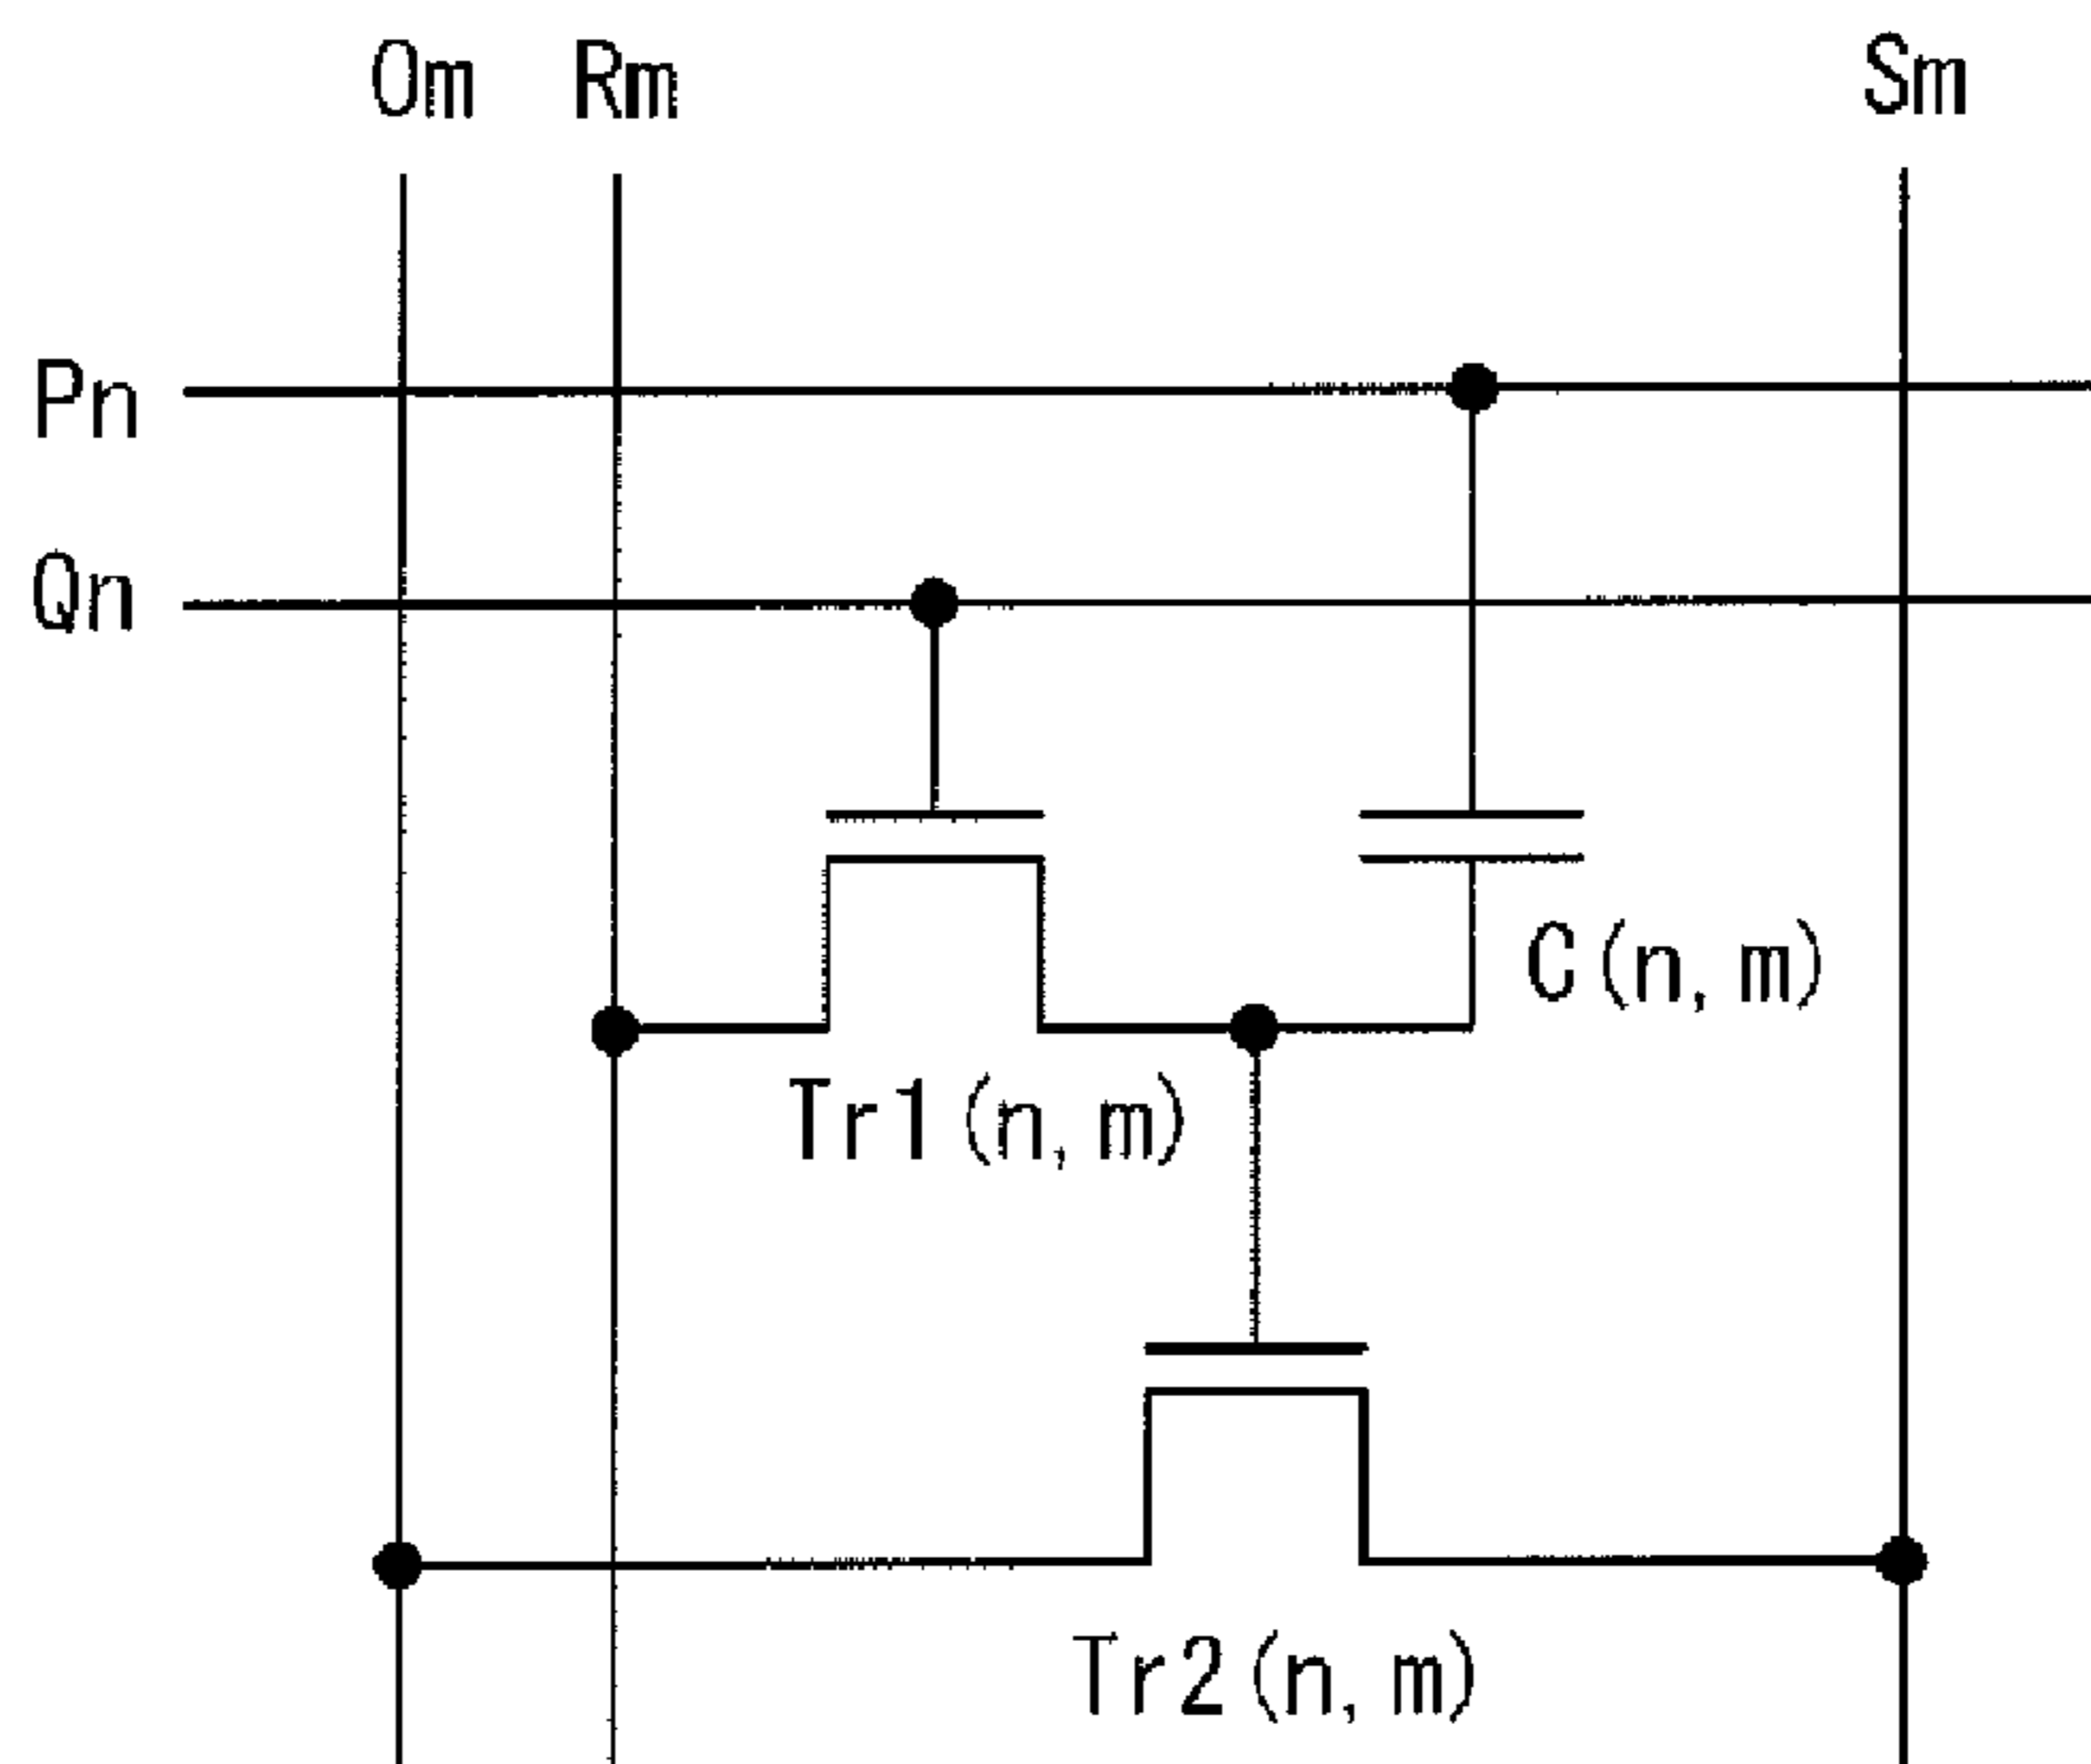 Om Rm Sm
Pn
Qn
C(n, m)
Tr1(n, m)
Tr2(n, m)